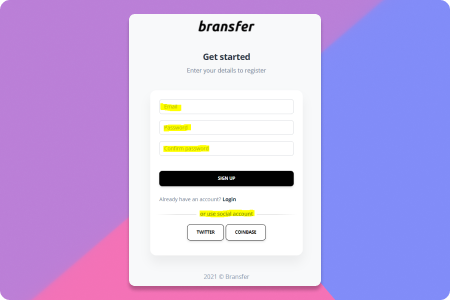 bransfer
Get started
Enter your details to register
Email
Password
Confirm password
SIGN UP
Already have an account? Login
or use social account
TWITTER COINBASE
2021 © Bransfer